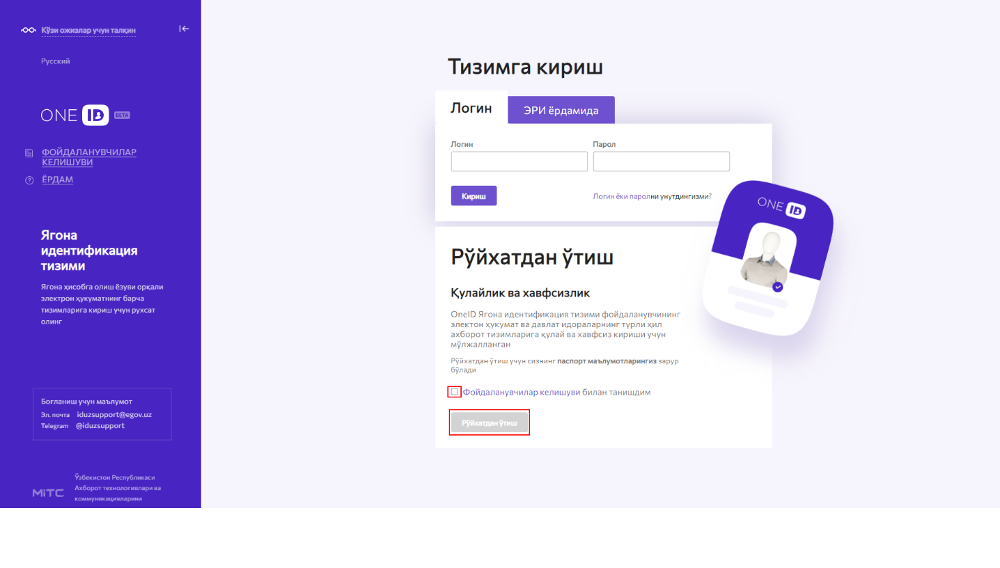 Кўзи ожизлар учун талқин
Русский
ONE ID BETA
ФОЙДАЛАНУВЧИЛАР
КЕЛИШУВИ
ЁРДАМ
Ягона
идентификация
тизими
Ягона ҳисобга олиш ёзуви орқали
электрон ҳукуматнинг барча
тизимларига кириш учун рухсат
олинг
Боғланиш учун маълумот
Эл. почта iduzsupport@egov.uz
Telegram @iduzsupport
MITC
Ўзбекистон Республикаси
Ахборот технологиялари ва
коммуникацияларини
Тизимга кириш
Логин
ЭРИ ёрдамида
Логин Парол
Кириш
Логин ёки паролни унутдингизми?
ONE ID
Рўйхатдан ўтиш
Қулайлик ва хавфсизлик
OneID Ягона идентификация тизими фойдаланувчининг
электон ҳукумат ва давлат идораларнинг турли ҳил
ахборот тизимларига қулай ва хавфсиз кириши учун
мўлжалланган
Рўйхатдан ўтиш учун сизнинг паспорт маълумотларингиз зарур
бўлади
Фойдаланувчилар келишуви билан танишдим
Рўйхатдан ўтиш